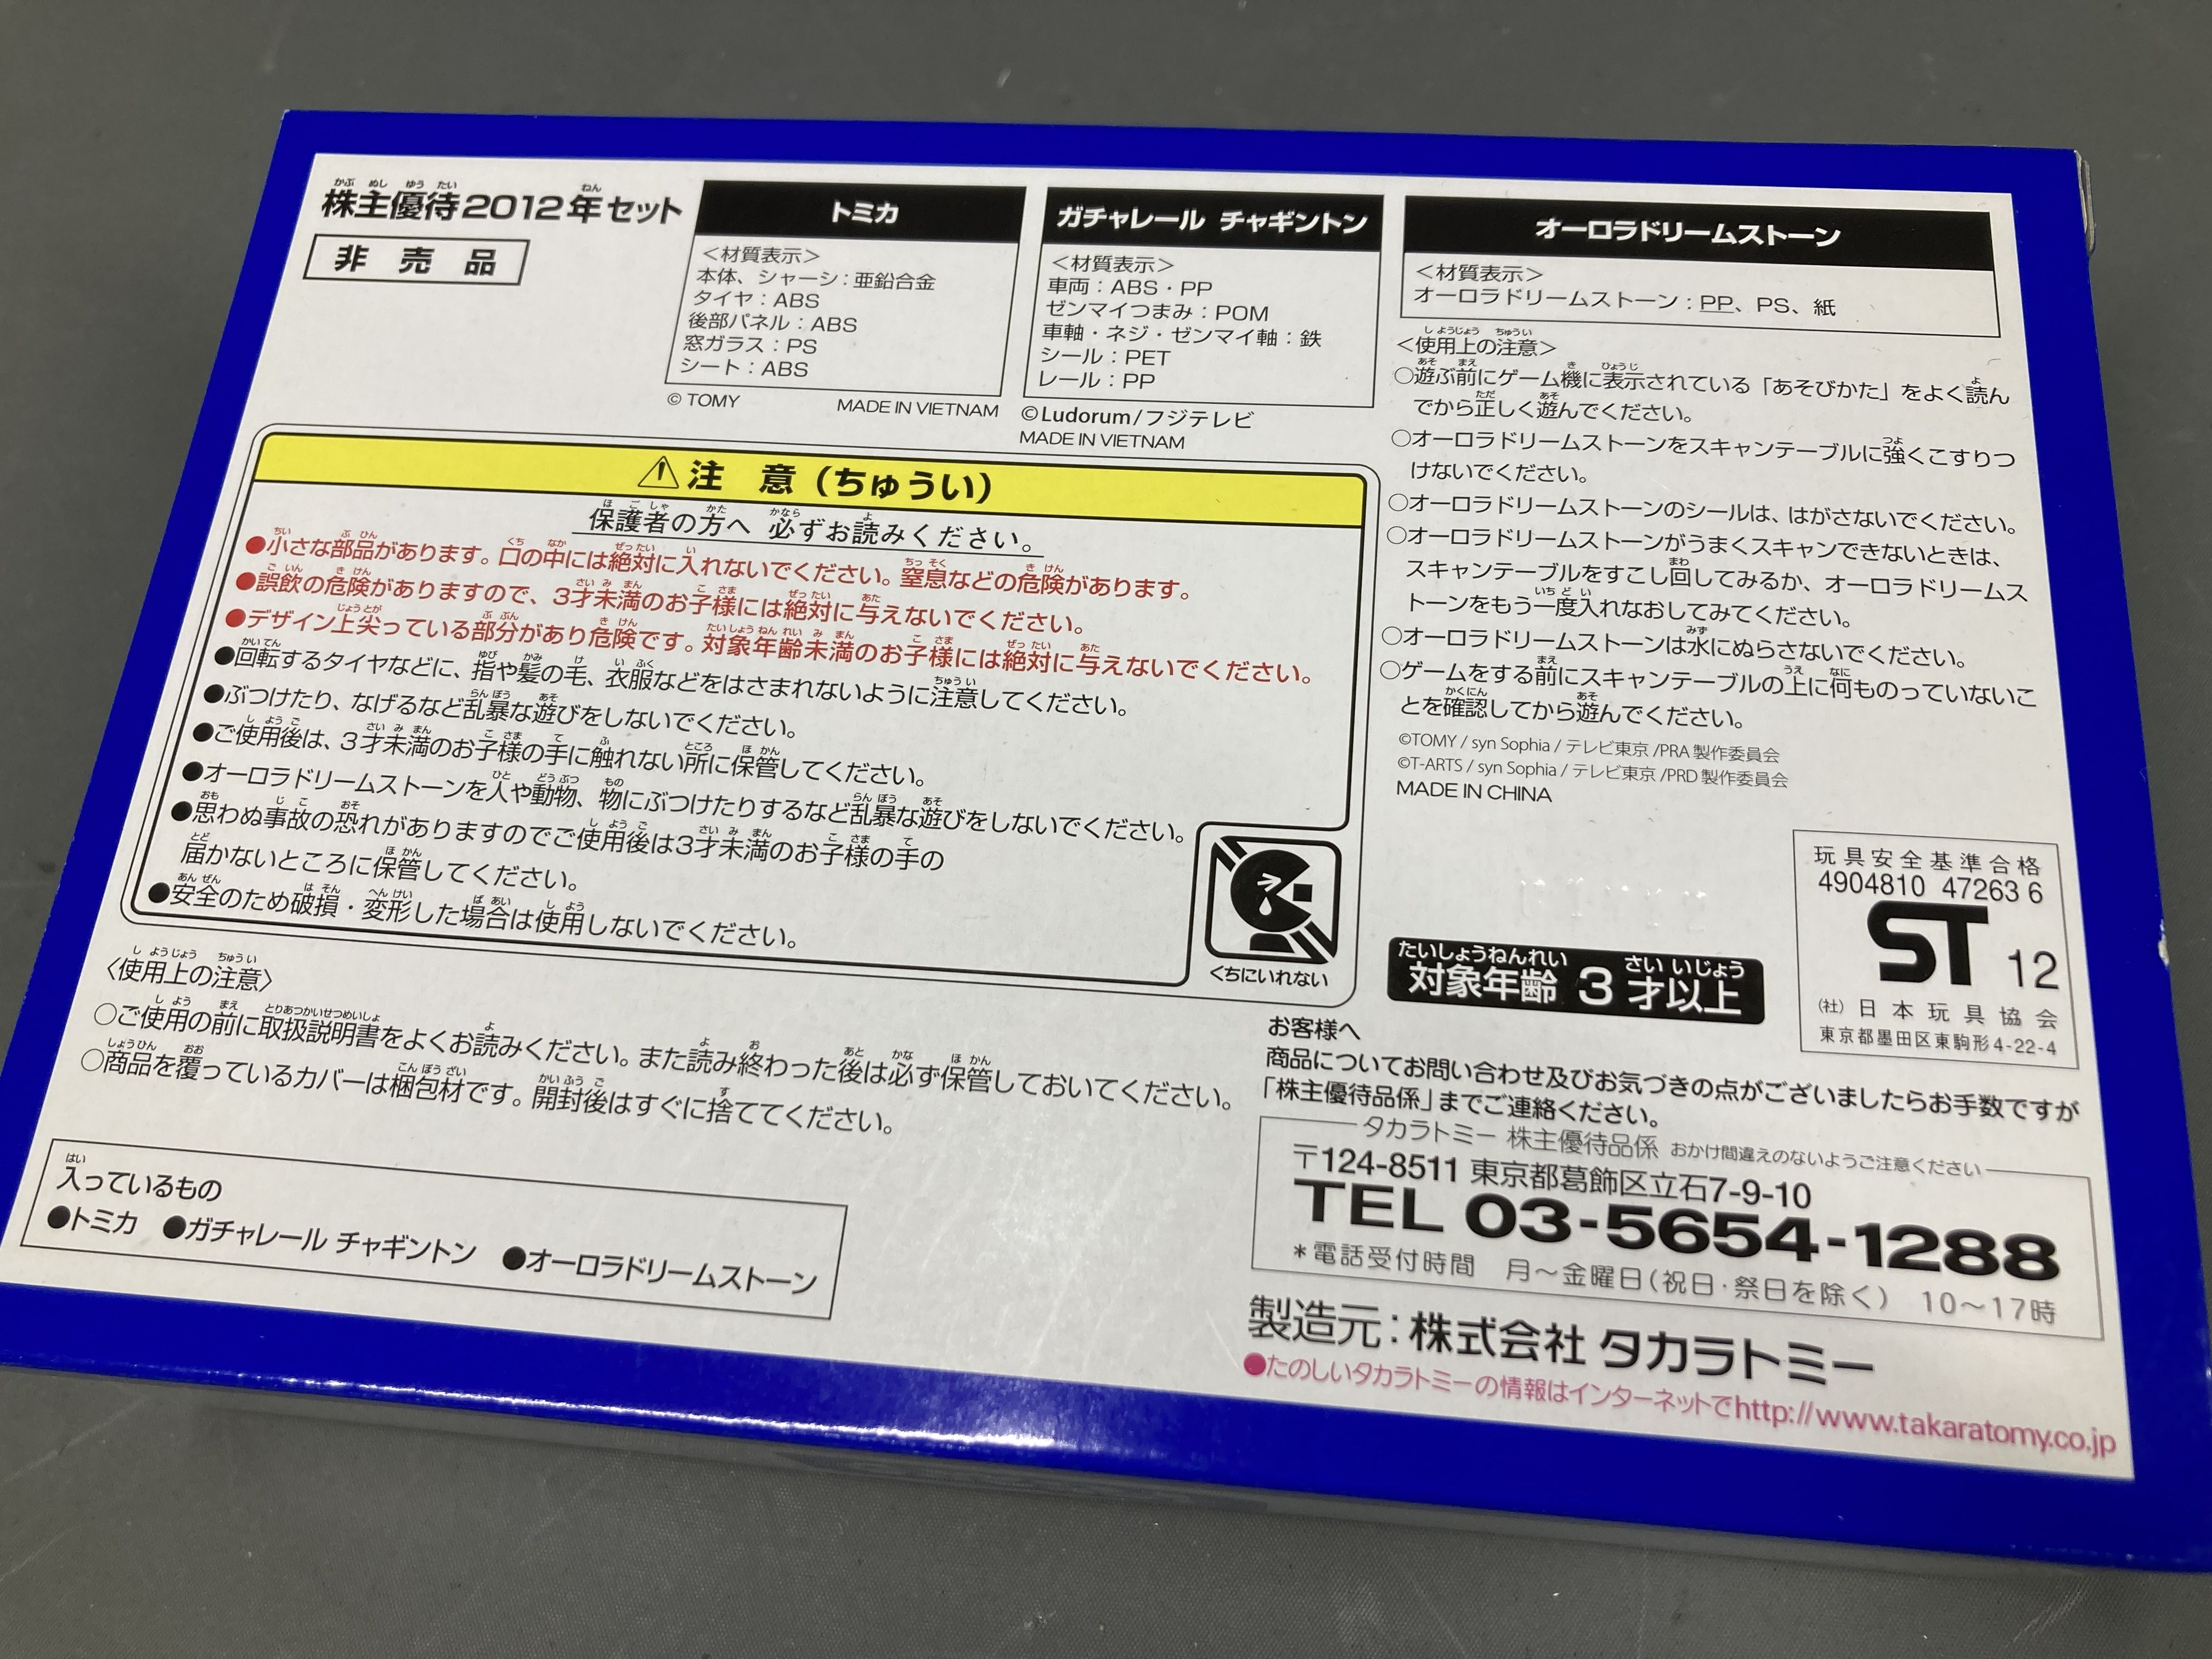 株主優待2012年セット
非売品
トミカ
＜材質表示＞
本体、シャーシ：亜鉛合金
タイヤ：ABS
後部パネル：ABS
窓ガラス：PS
シート：ABS
© TOMY MADE IN VIETNAM
ガチャレール チャギントン
＜材質表示＞
車両：ABS・PP
ゼンマイつまみ：POM
車軸・ネジ・ゼンマイ軸：鉄
シール：PET
レール：PP
©Ludorum/フジテレビ
MADE IN VIETNAM
オーロラドリームストーン
＜材質表示＞
オーロラドリームストーン：PP、PS、紙
＜使用上の注意＞
○遊ぶ前にゲーム機に表示されている「あそびかた」をよく読ん
でから正しく遊んでください。
○オーロラドリームストーンをスキャンテーブルに強くこすりつ
けないでください。
○オーロラドリームストーンのシールは、はがさないでください。
○オーロラドリームストーンがうまくスキャンできないときは、
スキャンテーブルをすこし回してみるか、オーロラドリームス
トーンをもう一度入れなおしてみてください。
○オーロラドリームストーンは水にぬらさないでください。
○ゲームをする前にスキャンテーブルの上に何ものっていないこ
とを確認してから遊んでください。
©TOMY / syn Sophia / テレビ東京 /PRA 製作委員会
©T-ARTS / syn Sophia / テレビ東京 /PRD 製作委員会
MADE IN CHINA
注 意（ちゅうい）
保護者の方へ 必ずお読みください。
●小さな部品があります。口の中には絶対に入れないでください。窒息などの危険があります。
●誤飲の危険がありますので、3才未満のお子様には絶対に与えないでください。
●デザイン上尖っている部分があり危険です。対象年齢未満のお子様には絶対に与えないでください。
●回転するタイヤなどに、指や髪の毛、衣服などをはさまれないように注意してください。
●ぶつけたり、なげるなど乱暴な遊びをしないでください。
●ご使用後は、3才未満のお子様の手に触れない所に保管してください。
●オーロラドリームストーンを人や動物、物にぶつけたりするなど乱暴な遊びをしないでください。
●思わぬ事故の恐れがありますのでご使用後は3才未満のお子様の手の
届かないところに保管してください。
●安全のため破損・変形した場合は使用しないでください。
くちにいれない
〈使用上の注意〉
○ご使用の前に取扱説明書をよくお読みください。また読み終わった後は必ず保管しておいてください。
○商品を覆っているカバーは梱包材です。開封後はすぐに捨ててください。
入っているもの
●トミカ ●ガチャレール チャギントン ●オーロラドリームストーン
玩具安全基準合格
4904810 47263 6
ST 12
(社) 日本玩具協会
東京都墨田区東駒形4-22-4
たいしょうねんれい さい いじょう
対象年齢 3才以上
お客様へ
商品についてお問い合わせ及びお気づきの点がございましたらお手数ですが
「株主優待品係」までご連絡ください。
タカラトミー 株主優待品係 おかけ間違えのないようご注意ください
〒124-8511 東京都葛飾区立石7-9-10
TEL 03-5654-1288
＊電話受付時間 月～金曜日（祝日・祭日を除く） 10～17時
製造元：株式会社 タカラトミー
●たのしいタカラトミーの情報はインターネットでhttp://www.takaratomy.co.jp